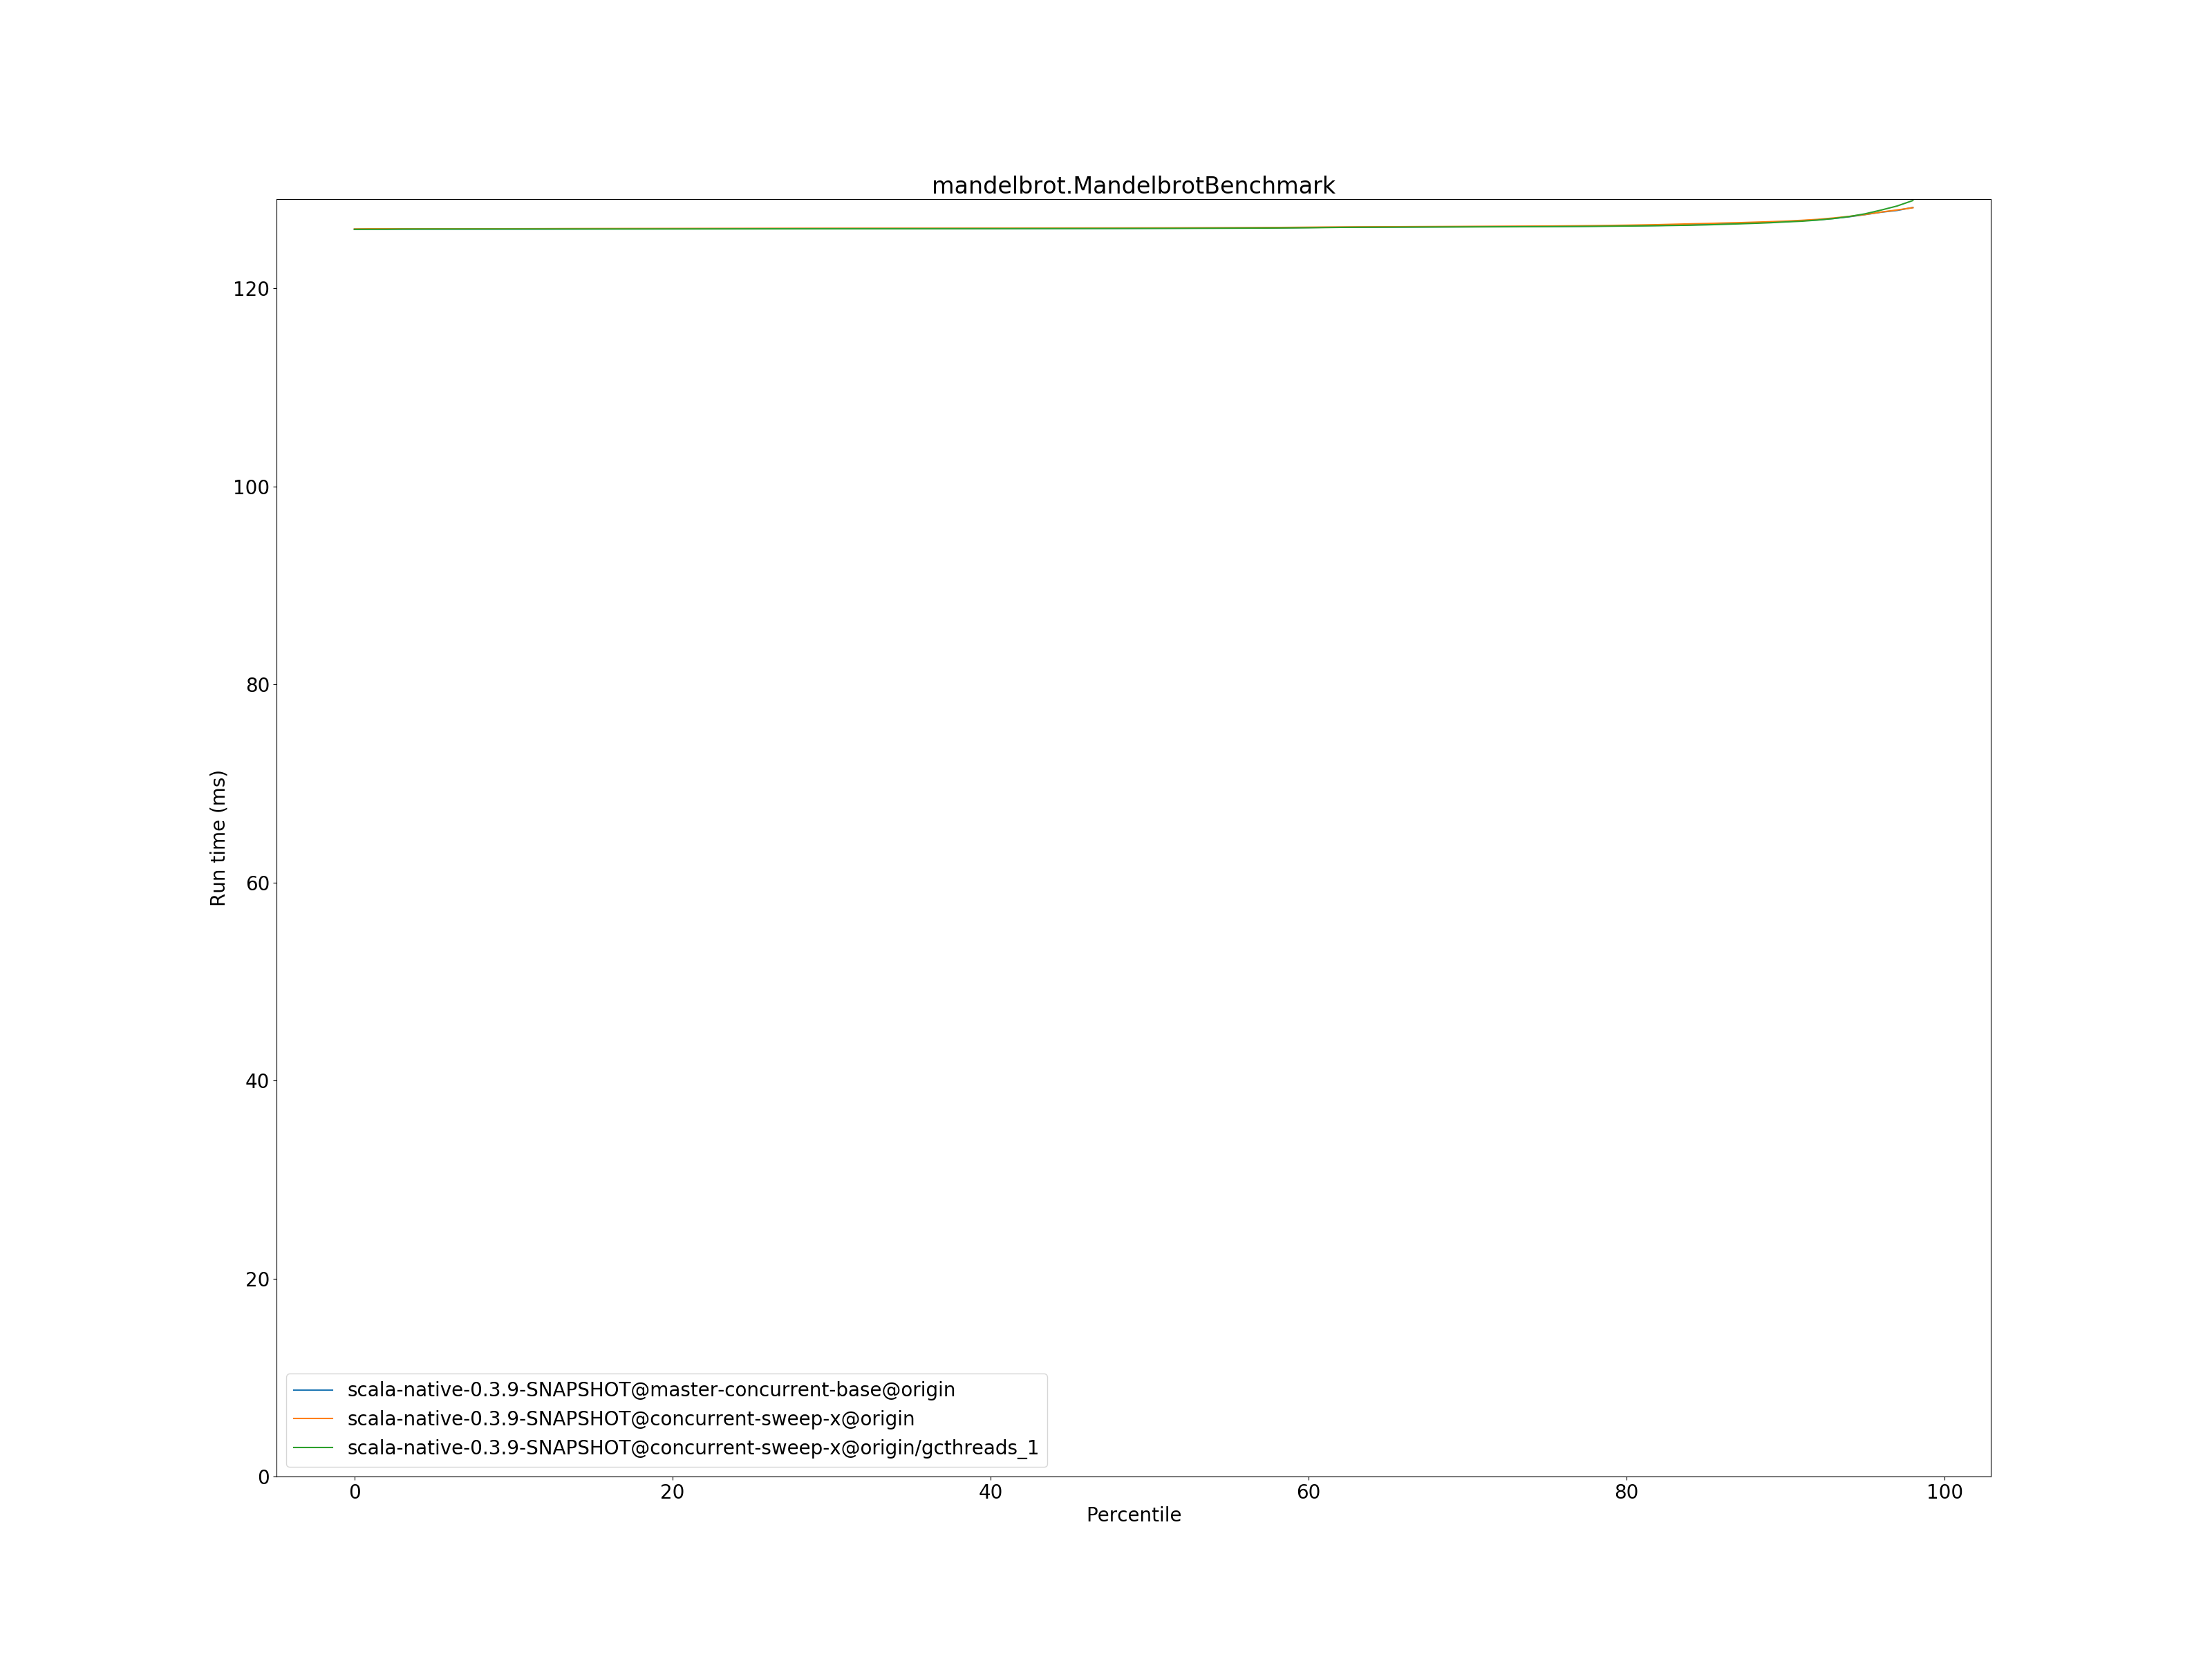 mandelbrot.MandelbrotBenchmark
120
100
80
60
40
20
0
Run time (ms)
scala-native-0.3.9-SNAPSHOT@master-concurrent-base@origin
scala-native-0.3.9-SNAPSHOT@concurrent-sweep-x@origin
scala-native-0.3.9-SNAPSHOT@concurrent-sweep-x@origin/gcthreads_1
0 20 40 60 80 100
Percentile